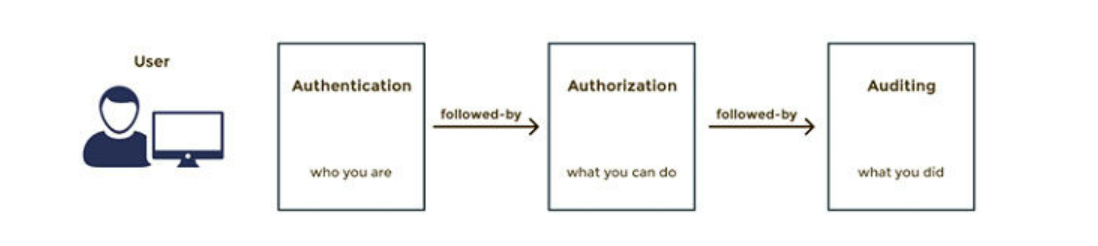 User
Authentication
who you are
followed-by
Authorization
what you can do
followed-by
Auditing
what you did